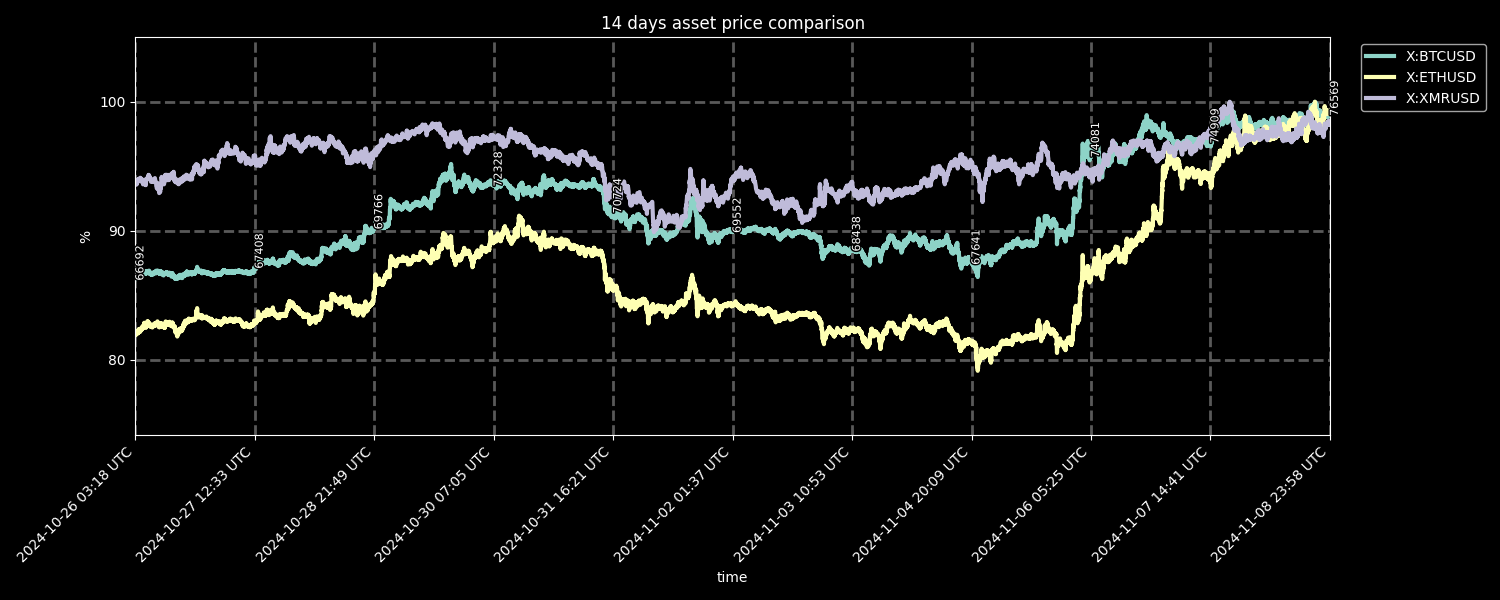 14 days asset price comparison
X:BTCUSD
X:ETHUSD
X:XMRUSD
100
90
80
%
66692
67408
69766
72328
70724
69552
68438
67641
74081
74909
76569
2024-10-26 03:18 UTC
2024-10-27 12:33 UTC
2024-10-28 21:49 UTC
2024-10-30 07:05 UTC
2024-10-31 16:21 UTC
2024-11-02 01:37 UTC
2024-11-03 10:53 UTC
2024-11-04 20:09 UTC
2024-11-06 05:25 UTC
2024-11-07 14:41 UTC
2024-11-08 23:58 UTC
time